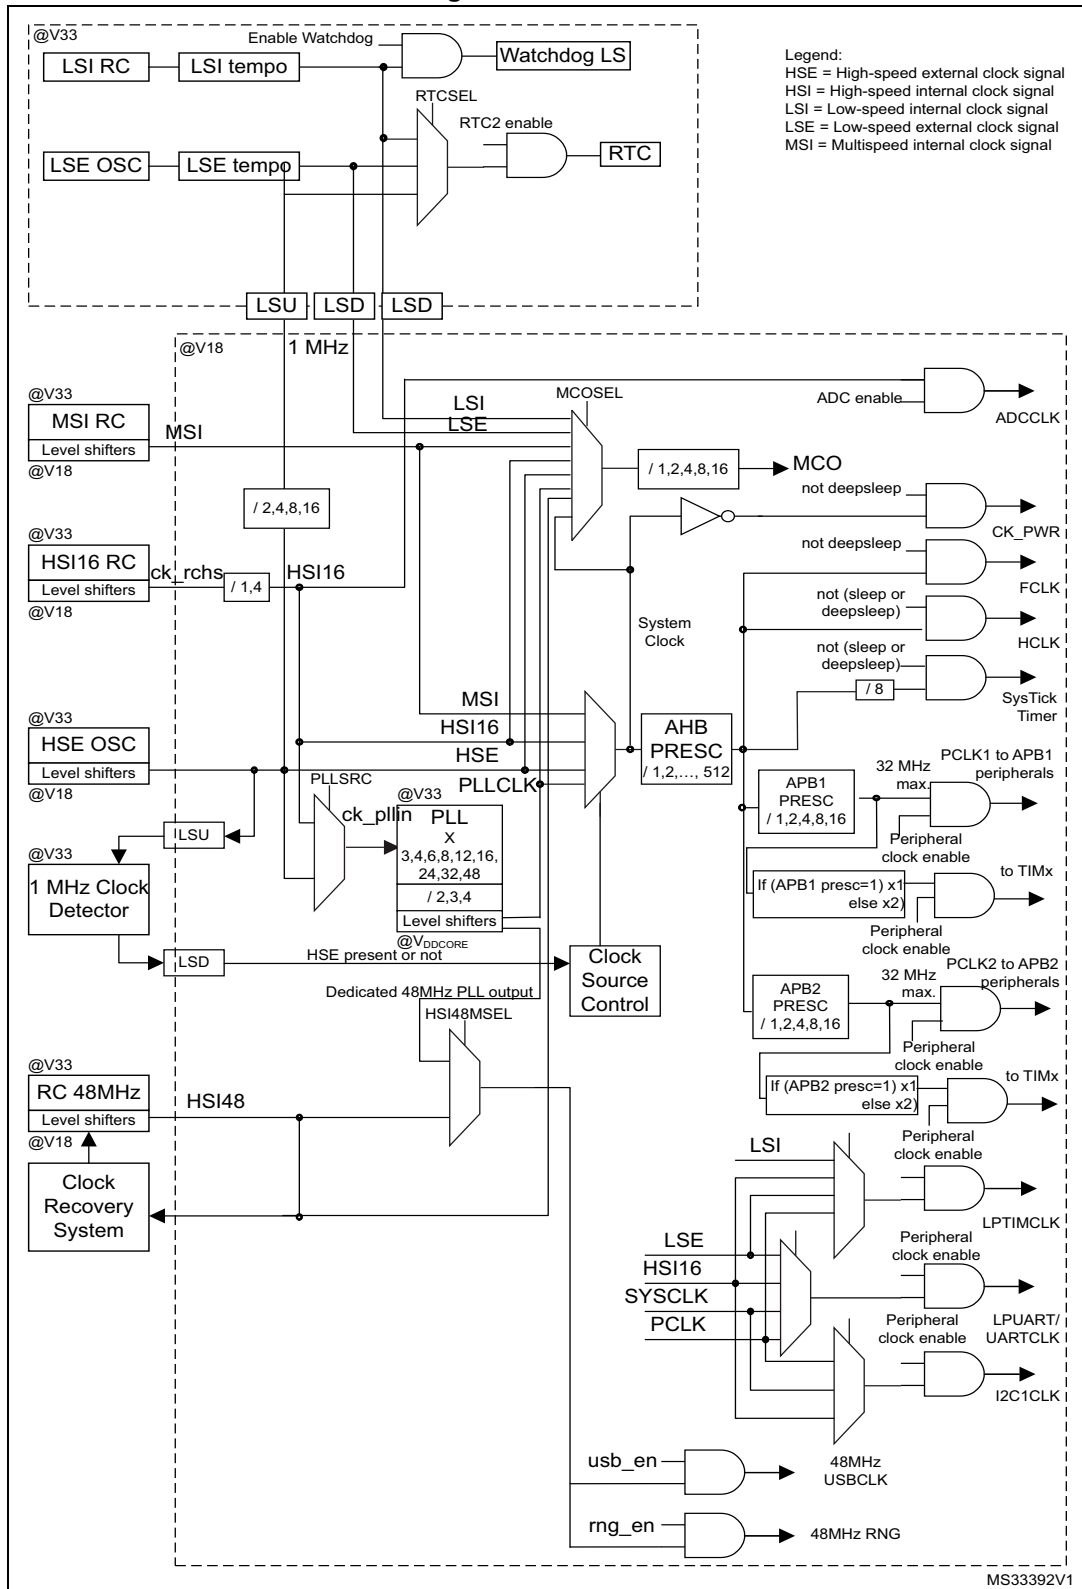 @V33
Enable Watchdog
Watchdog LS
LSI RC
LSI tempo
RTCSEL
RTC2 enable
LSE OSC
LSE tempo
RTC
Legend:
HSE = High-speed external clock signal
HSI = High-speed internal clock signal
LSI = Low-speed internal clock signal
LSE = Low-speed external clock signal
MSI = Multispeed internal clock signal
LSU
LSD
LSD
@V18
1 MHz
@V33
MSI RC
Level shifters
@V18
MSI
LSI
LSE
MCOSEL
/ 1,2,4,8,16
MCO
ADC enable
ADCCLK
/ 2,4,8,16
not deepsleep
CK_PWR
@V33
HSI16 RC
Level shifters
@V18
ck_rchs
/ 1,4
HSI16
not deepsleep
FCLK
not (sleep or
deepsleep)
HCLK
System
Clock
not (sleep or
deepsleep)
/ 8
SysTick
Timer
@V33
HSE OSC
Level shifters
@V18
MSI
HSI16
HSE
PLLCLK
AHB
PRESC
/ 1,2,…, 512
PLLSRC
ck_pllin
@V33
PLL
X
3,4,6,8,12,16,
24,32,48
/ 2,3,4
Level shifters
@VDDCORE
APB1
PRESC
/ 1,2,4,8,16
32 MHz
max.
PCLK1 to APB1
peripherals
Peripheral
clock enable
If (APB1 presc=1) x1
else x2)
to TIMx
Peripheral
clock enable
LSU
@V33
1 MHz Clock
Detector
LSD
HSE present or not
Clock
Source
Control
Dedicated 48MHz PLL output
HSI48MSEL
APB2
PRESC
/ 1,2,4,8,16
32 MHz
max.
PCLK2 to APB2
peripherals
Peripheral
clock enable
If (APB2 presc=1) x1
else x2)
to TIMx
Peripheral
clock enable
@V33
RC 48MHz
Level shifters
@V18
HSI48
Clock
Recovery
System
LSI
LPTIMCLK
LSE
HSI16
SYSCLK
PCLK
Peripheral
clock enable
LPUART/
UARTCLK
Peripheral
clock enable
I2C1CLK
usb_en
48MHz
USBCLK
rng_en
48MHz RNG
MS33392V1